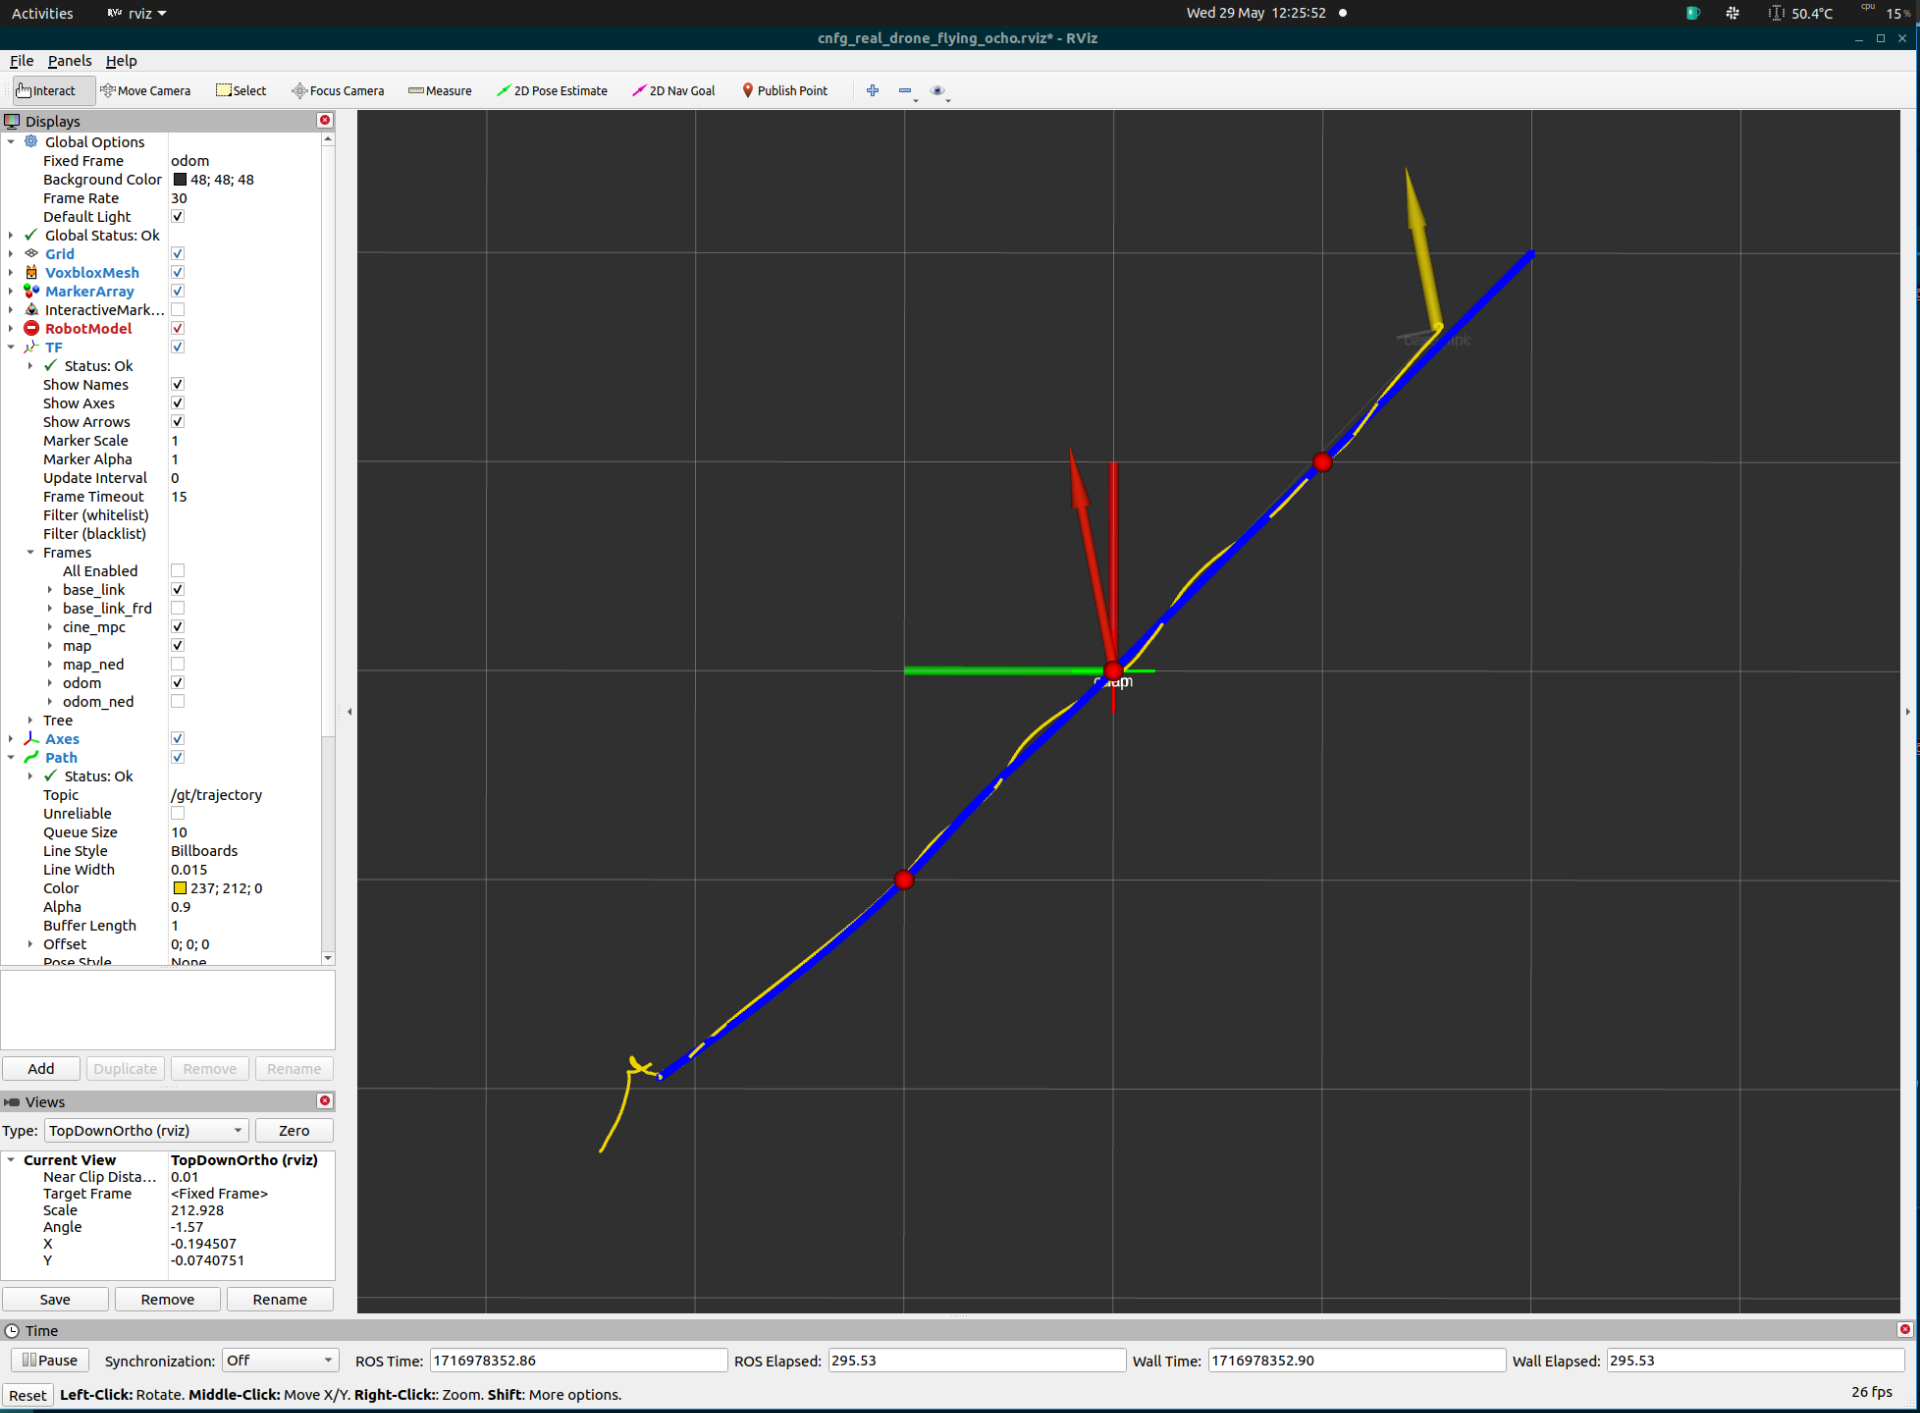 Activities rviz Wed 29 May 12:25:52 50.4°C cpu 15%
cnfg_real_drone_flying_ocho.rviz* - RViz
File Panels Help
Interact Move Camera Select Focus Camera Measure 2D Pose Estimate 2D Nav Goal Publish Point
Displays
Global Options
Fixed Frame odom
Background Color 48; 48; 48
Frame Rate 30
Default Light
Global Status: Ok
Grid
VoxbloxMesh
MarkerArray
InteractiveMark...
RobotModel
TF
Status: Ok
Show Names
Show Axes
Show Arrows
Marker Scale 1
Marker Alpha 1
Update Interval 0
Frame Timeout 15
Filter (whitelist)
Filter (blacklist)
Frames
All Enabled
base_link
base_link_frd
cine_mpc
map
map_ned
odom
odom_ned
Tree
Axes
Path
Status: Ok
Topic /gt/trajectory
Unreliable
Queue Size 10
Line Style Billboards
Line Width 0.015
Color 237; 212; 0
Alpha 0.9
Buffer Length 1
Offset 0; 0; 0
Pose Style None
Add Duplicate Remove Rename
Views
Type: TopDownOrtho (rviz) Zero
Current View TopDownOrtho (rviz)
Near Clip Dista... 0.01
Target Frame <Fixed Frame>
Scale 212.928
Angle -1.57
X -0.194507
Y -0.0740751
Save Remove Rename
Time
Pause Synchronization: Off ROS Time: 1716978352.86 ROS Elapsed: 295.53 Wall Time: 1716978352.90 Wall Elapsed: 295.53
Reset Left-Click: Rotate. Middle-Click: Move X/Y. Right-Click:: Zoom. Shift: More options. 26 fps